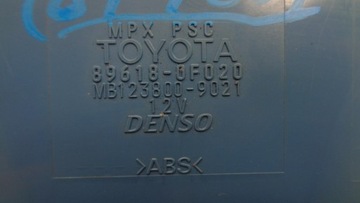 MPX PSC
TOYOTA
89618-0F020
MB123800-9021
12V
DENSO
>ABS<